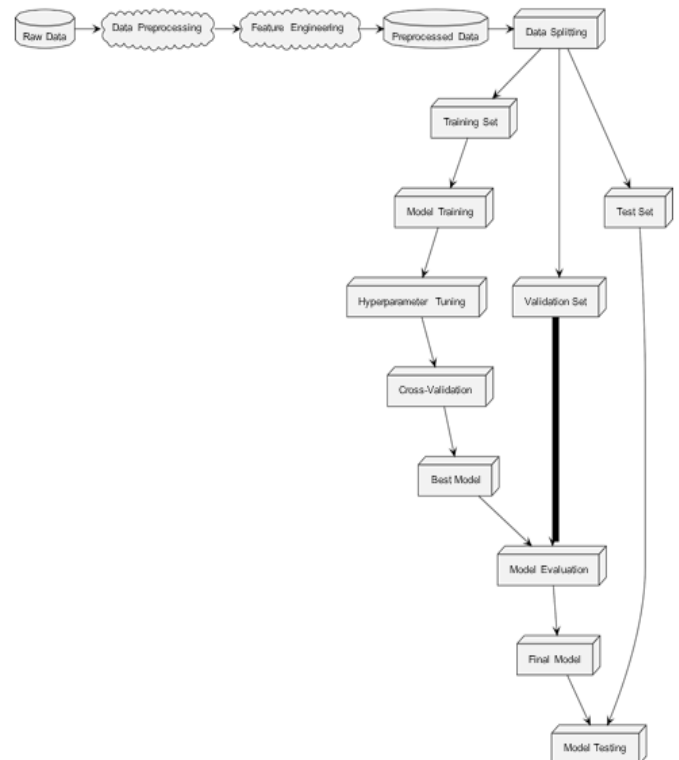 Raw Data
Data Preprocessing
Feature Engineering
Preprocessed Data
Data Splitting
Training Set
Model Training
Test Set
Hyperparameter Tuning
Validation Set
Cross-Validation
Best Model
Model Evaluation
Final Model
Model Testing